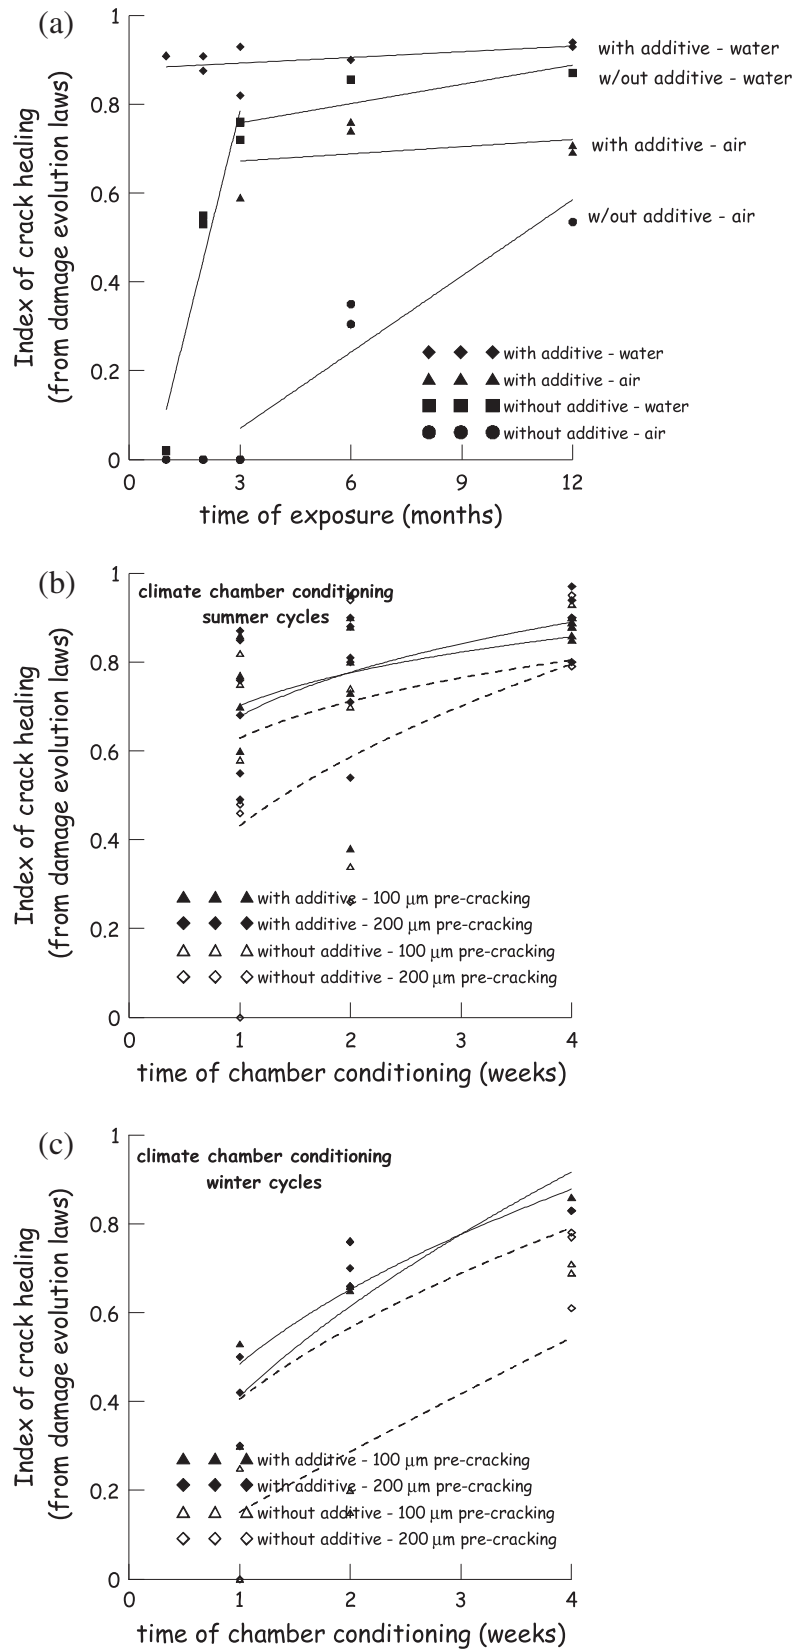 (a)
1
0.8
0.6
0.4
0.2
0
Index of crack healing
(from damage evolution laws)
with additive - water
w/out additive - water
with additive - air
w/out additive - air
with additive - water
with additive - air
without additive - water
without additive - air
0 3 6 9 12
time of exposure (months)
(b)
1
0.8
0.6
0.4
0.2
0
Index of crack healing
(from damage evolution laws)
climate chamber conditioning
summer cycles
with additive - 100 μm pre-cracking
with additive - 200 μm pre-cracking
without additive - 100 μm pre-cracking
without additive - 200 μm pre-cracking
0 1 2 3 4
time of chamber conditioning (weeks)
(c)
1
0.8
0.6
0.4
0.2
0
Index of crack healing
(from damage evolution laws)
climate chamber conditioning
winter cycles
with additive - 100 μm pre-cracking
with additive - 200 μm pre-cracking
without additive - 100 μm pre-cracking
without additive - 200 μm pre-cracking
0 1 2 3 4
time of chamber conditioning (weeks)